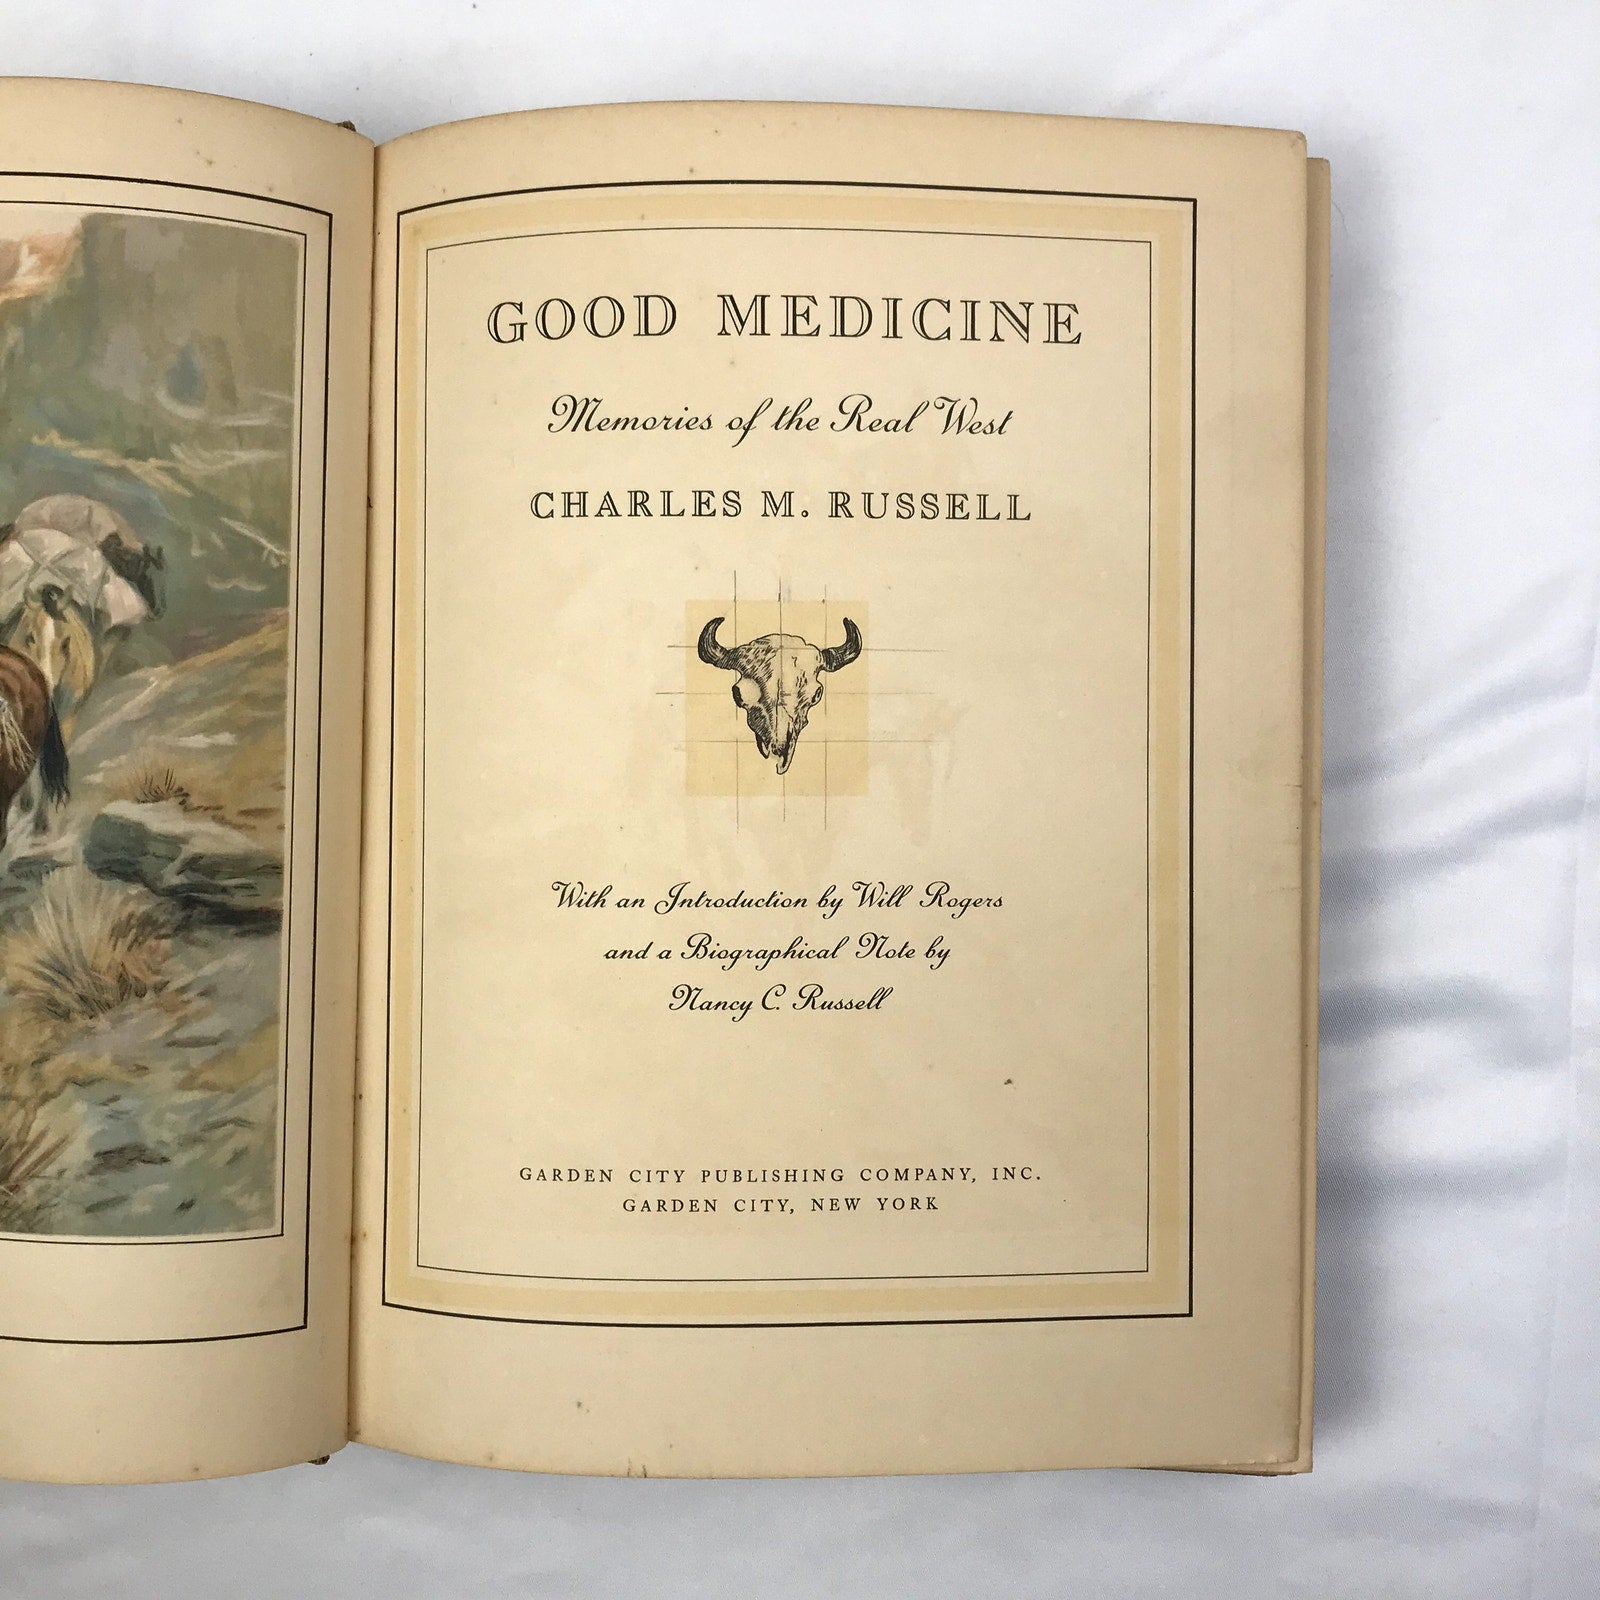 GOOD MEDICINE
Memories of the Real West
CHARLES M. RUSSELL
With an Introduction by Will Rogers
and a Biographical Note by
Nancy C. Russell
GARDEN CITY PUBLISHING COMPANY, INC.
GARDEN CITY, NEW YORK